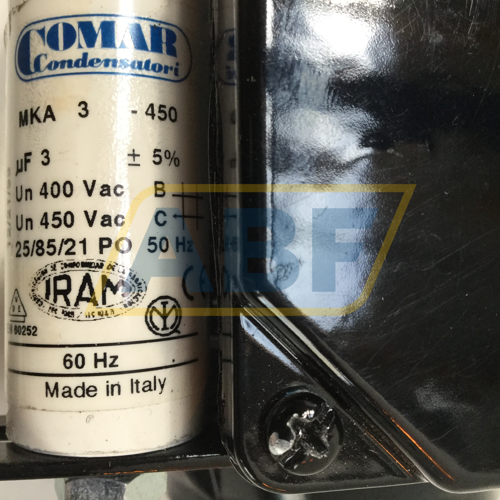 COMAR
Condensatori
MKA 3 - 450
µF 3 ± 5%
Un 400 Vac B
Un 450 Vac C
25/85/21 PO 50 Hz
ABF
IRAM
60252
60 Hz
Made in Italy